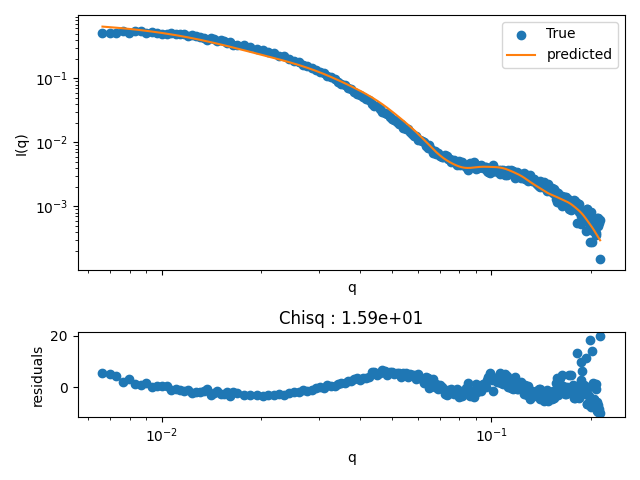 True
predicted
10⁻¹
10⁻²
10⁻³
I(q)
q
Chisq : 1.59e+01
20
0
residuals
10⁻²
10⁻¹
q